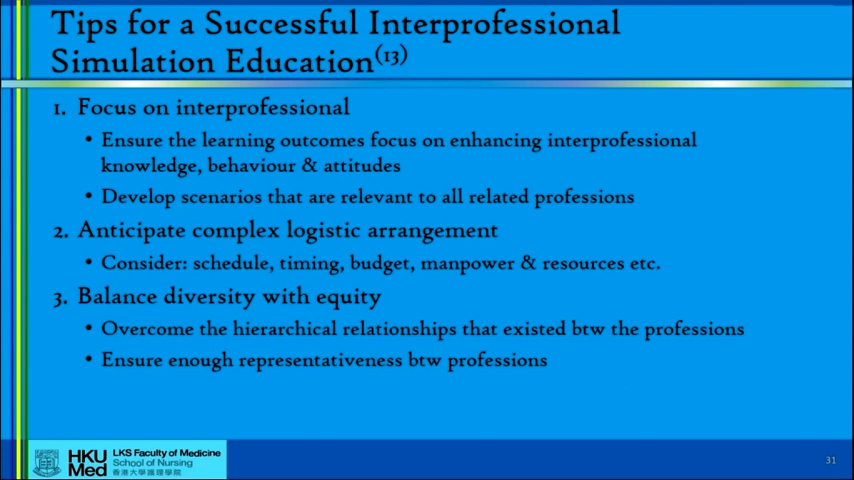 Tips for a Successful Interprofessional
Simulation Education(13)
1. Focus on interprofessional
• Ensure the learning outcomes focus on enhancing interprofessional
knowledge, behaviour & attitudes
• Develop scenarios that are relevant to all related professions
2. Anticipate complex logistic arrangement
• Consider: schedule, timing, budget, manpower & resources etc.
3. Balance diversity with equity
• Overcome the hierarchical relationships that existed btw the professions
• Ensure enough representativeness btw professions
HKU
Med
LKS Faculty of Medicine
School of Nursing
香港大學護理學院
31